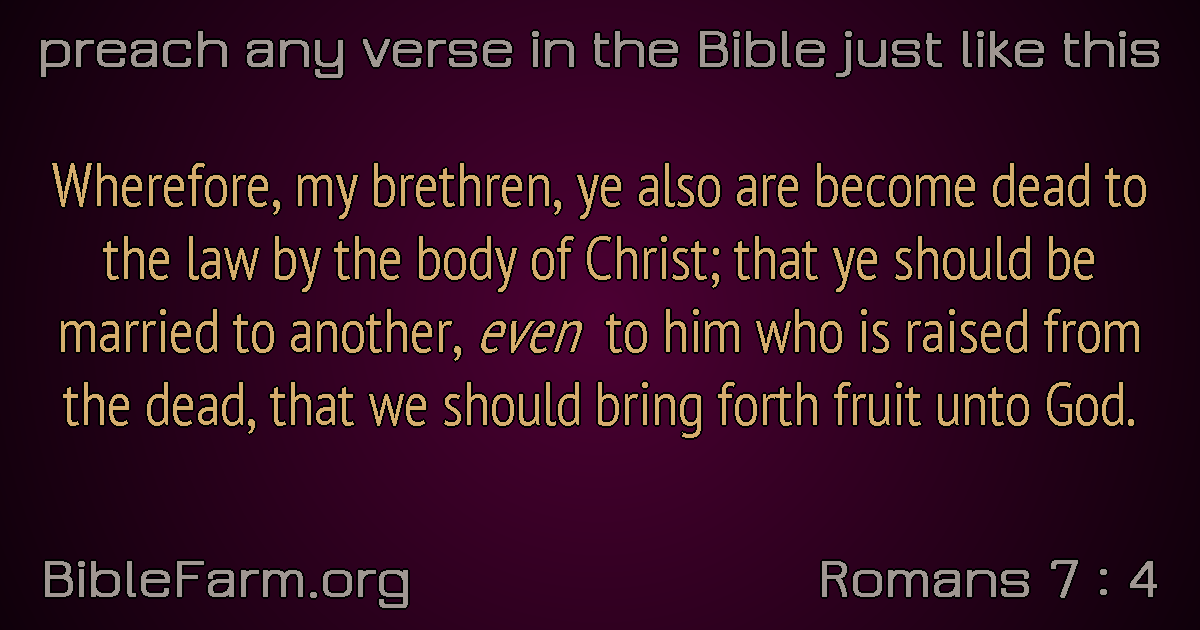 preach any verse in the Bible just like this
Wherefore, my brethren, ye also are become dead to
the law by the body of Christ; that ye should be
married to another, even to him who is raised from
the dead, that we should bring forth fruit unto God.
BibleFarm.org
Romans 7 : 4